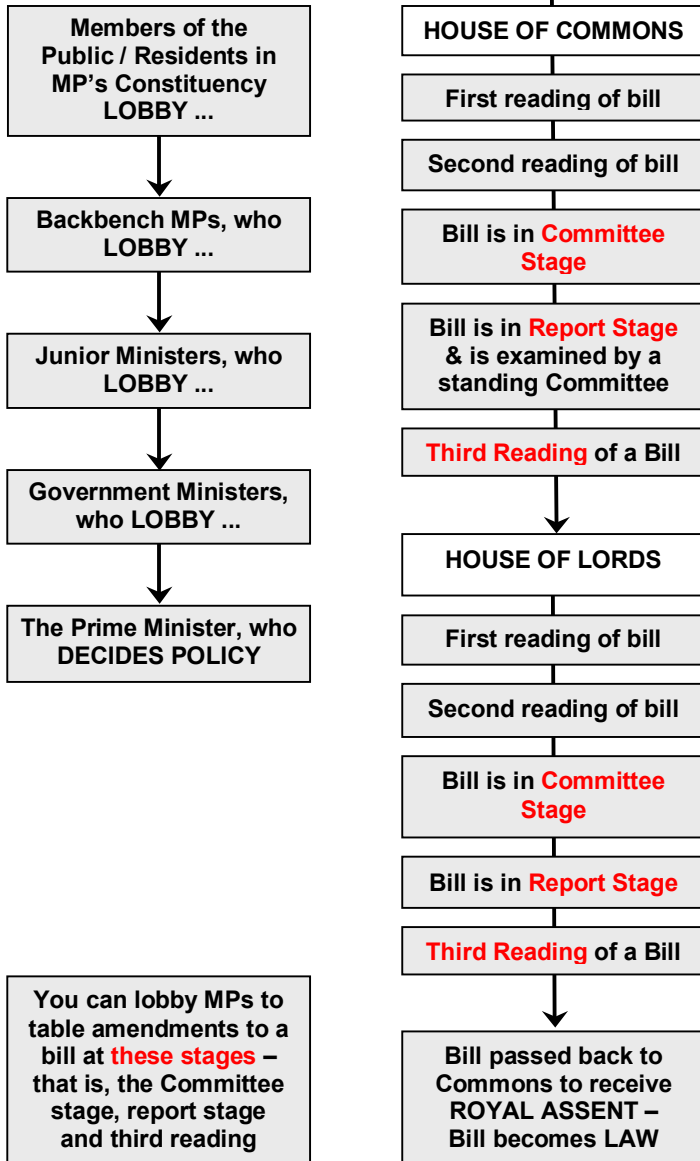 Members of the
Public / Residents in
MP’s Constituency
LOBBY ...
Backbench MPs, who
LOBBY ...
Junior Ministers, who
LOBBY ...
Government Ministers,
who LOBBY ...
The Prime Minister, who
DECIDES POLICY
You can lobby MPs to
table amendments to a
bill at these stages –
that is, the Committee
stage, report stage
and third reading
HOUSE OF COMMONS
First reading of bill
Second reading of bill
Bill is in Committee
Stage
Bill is in Report Stage
& is examined by a
standing Committee
Third Reading of a Bill
HOUSE OF LORDS
First reading of bill
Second reading of bill
Bill is in Committee
Stage
Bill is in Report Stage
Third Reading of a Bill
Bill passed back to
Commons to receive
ROYAL ASSENT –
Bill becomes LAW